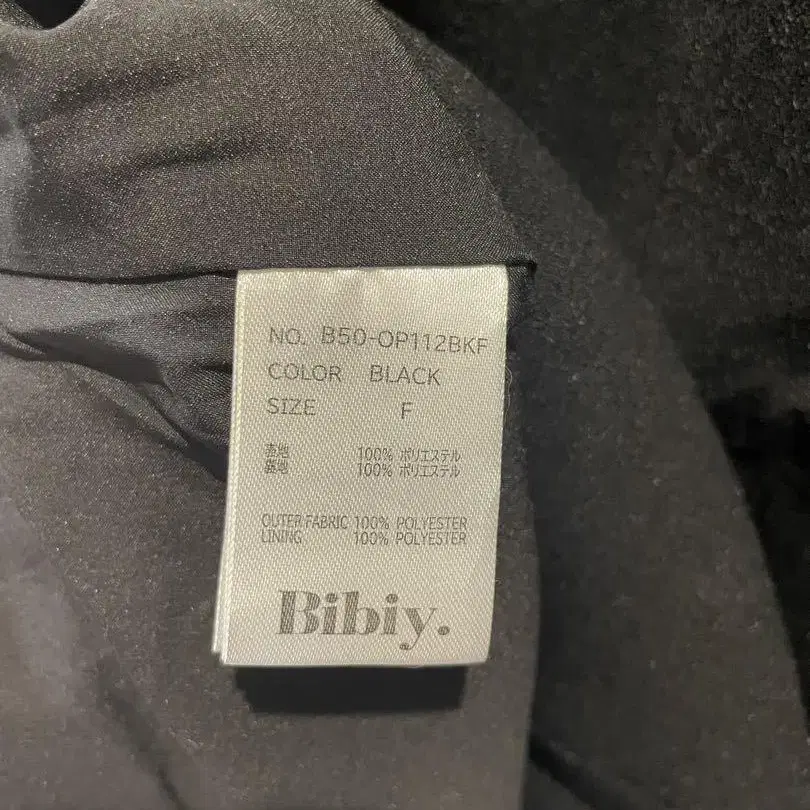 NO. B50-OP112BKF
COLOR BLACK
SIZE F
表地 100% ポリエステル
裏地 100% ポリエステル
OUTER FABRIC 100% POLYESTER
LINING 100% POLYESTER
Bibiy.